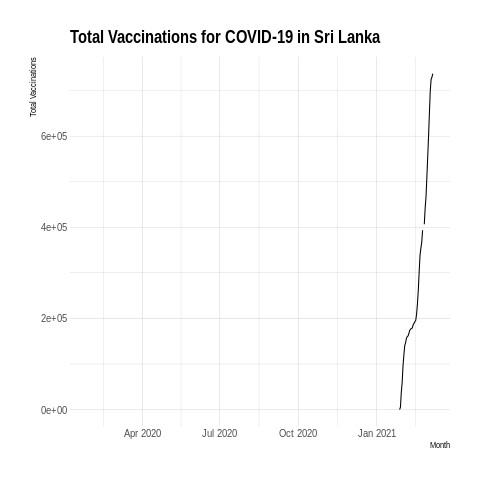 Total Vaccinations for COVID-19 in Sri Lanka
Total Vaccinations
6e+05
4e+05
2e+05
0e+00
Apr 2020 Jul 2020 Oct 2020 Jan 2021
Month